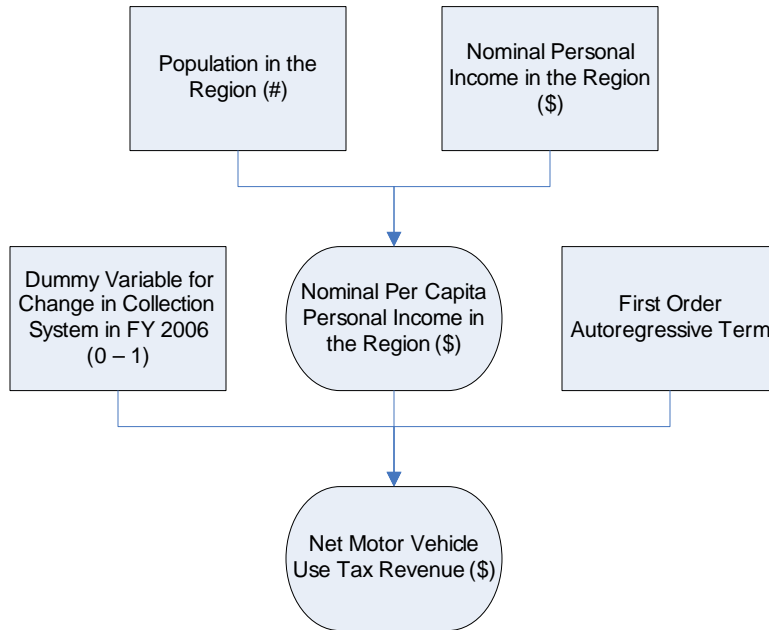 Population in the
Region (#)
Nominal Personal
Income in the Region
($)
Dummy Variable for
Change in Collection
System in FY 2006
(0 – 1)
Nominal Per Capita
Personal Income in
the Region ($)
First Order
Autoregressive Term
Net Motor Vehicle
Use Tax Revenue ($)